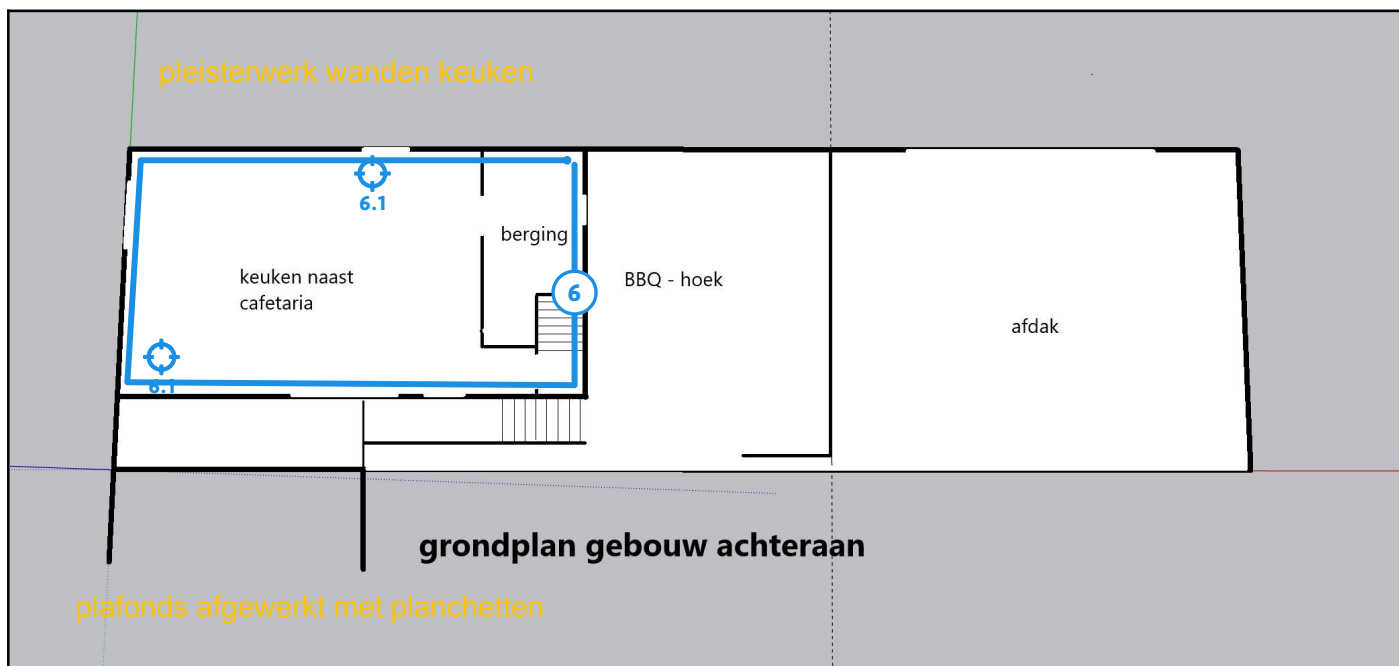 pleisterwerk wanden keuken
6.1
berging
keuken naast
cafetaria
BBQ - hoek
6
afdak
6.1
grondplan gebouw achteraan
plafonds afgewerkt met planchetten